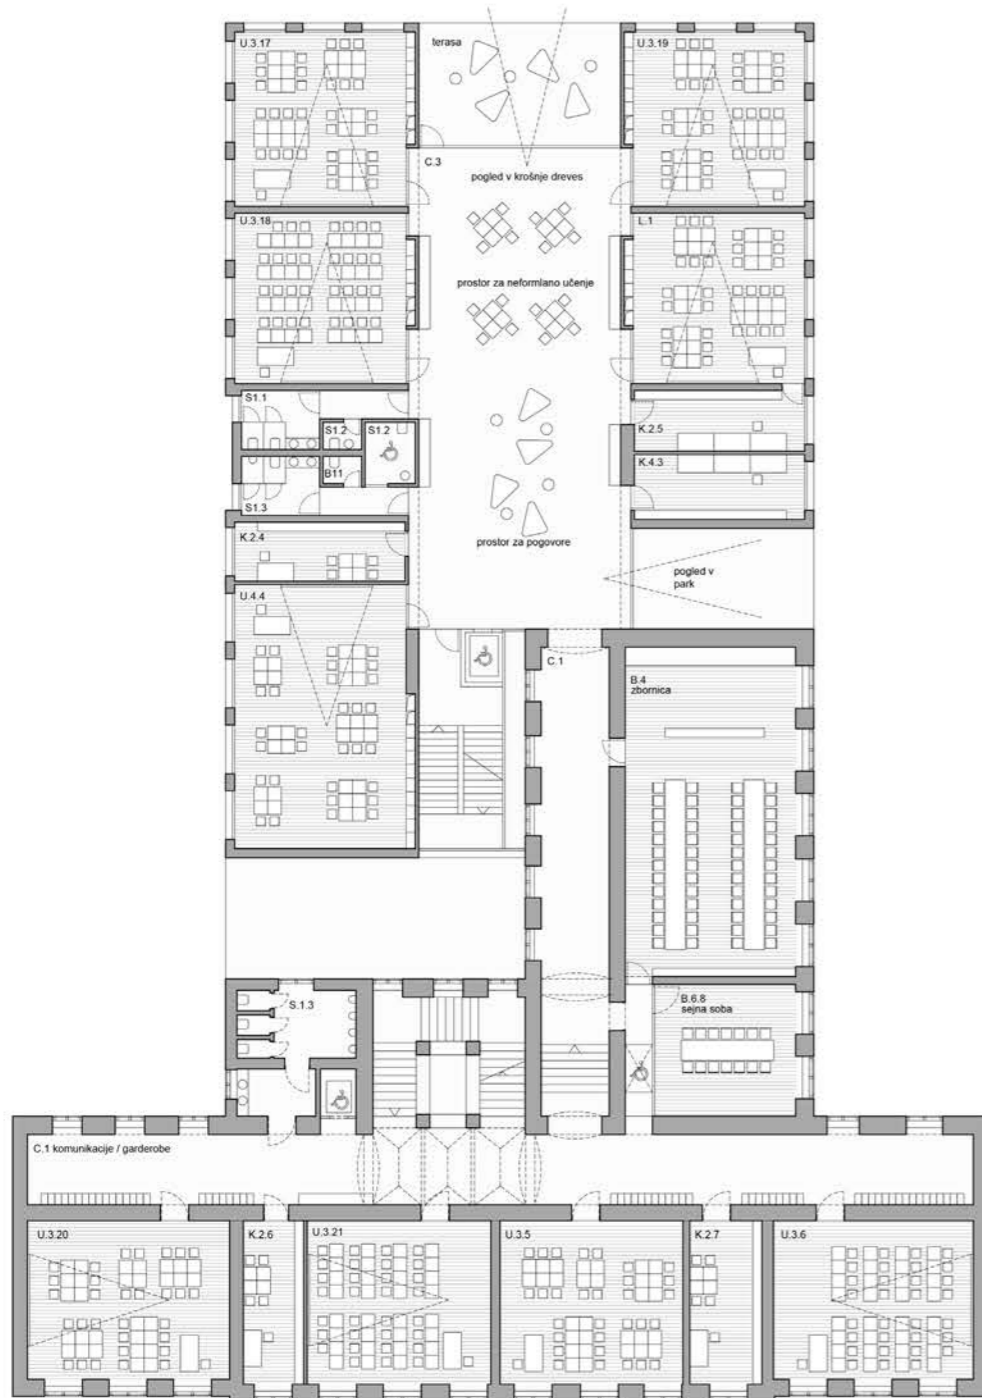 U.3.17
terasa
U.3.19
C.3
pogled v krošnje dreves
U.3.18
L.1
prostor za neformlano učenje
S1.1
S1.2
S1.2
K.2.5
B11
K.4.3
S1.3
K.2.4
prostor za pogovore
pogled v
park
U.4.4
C.1
B.4
zbornica
S.1.3
B.6.8
sejna soba
C.1 komunikacije / garderobe
U.3.20
K.2.6
U.3.21
U.3.5
K.2.7
U.3.6